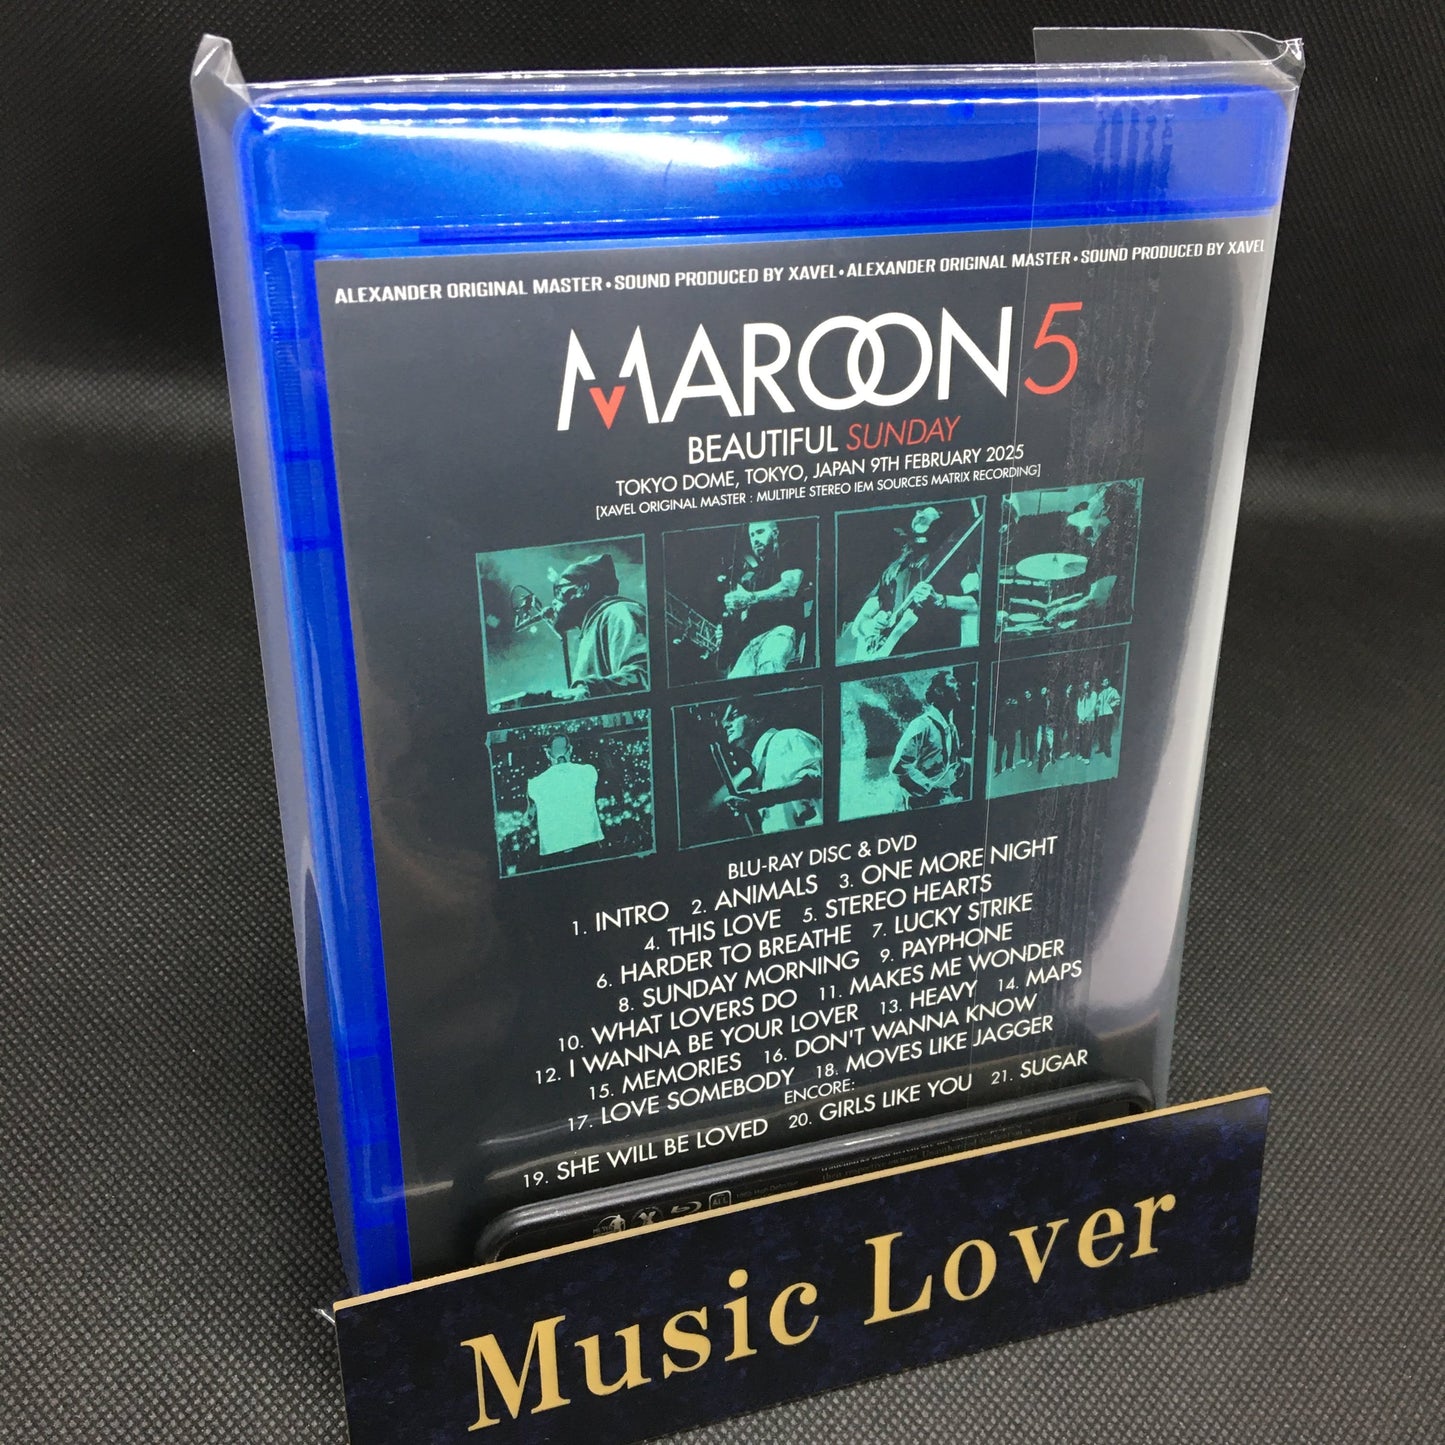 ALEXANDER ORIGINAL MASTER • SOUND PRODUCED BY XAVEL • ALEXANDER ORIGINAL MASTER • SOUND PRODUCED BY XAVEL
MAROON 5
BEAUTIFUL SUNDAY
TOKYO DOME, TOKYO, JAPAN 9TH FEBRUARY 2025
[XAVEL ORIGINAL MASTER : MULTIPLE STEREO IEM SOURCES MATRIX RECORDING]
BLU-RAY DISC & DVD
1. INTRO 2. ANIMALS 3. ONE MORE NIGHT
4. THIS LOVE 5. STEREO HEARTS
6. HARDER TO BREATHE 7. LUCKY STRIKE
8. SUNDAY MORNING 9. PAYPHONE
10. WHAT LOVERS DO 11. MAKES ME WONDER
12. I WANNA BE YOUR LOVER 13. HEAVY 14. MAPS
15. MEMORIES 16. DON'T WANNA KNOW
17. LOVE SOMEBODY 18. MOVES LIKE JAGGER
ENCORE:
19. SHE WILL BE LOVED 20. GIRLS LIKE YOU 21. SUGAR
Music Lover